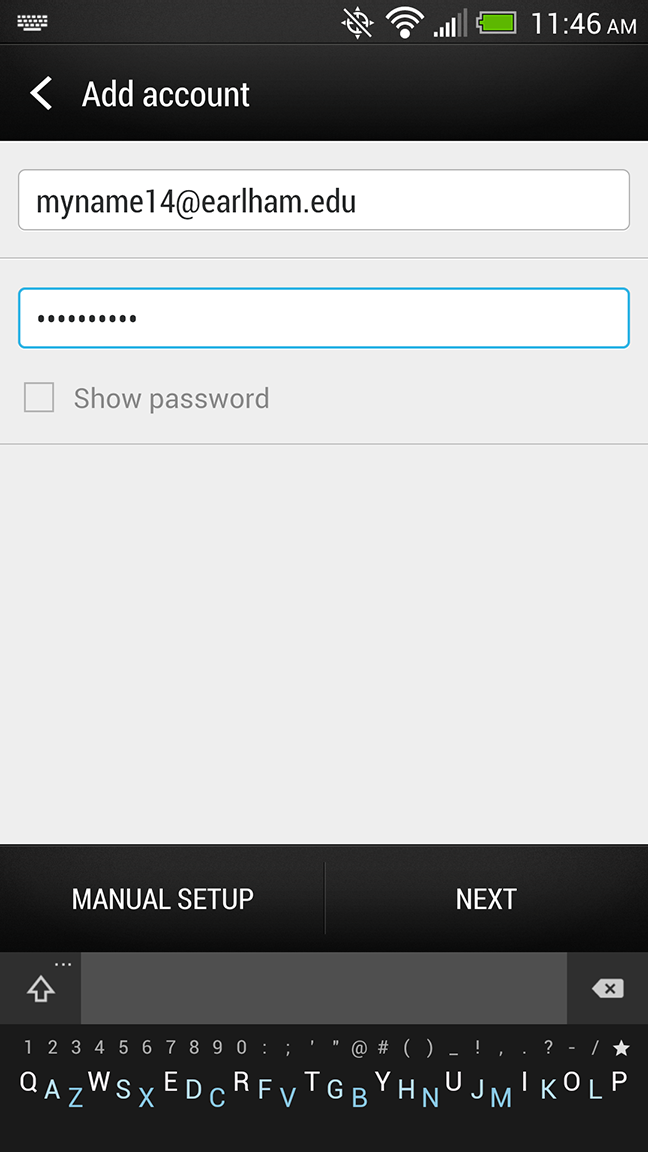 11:46 AM
Add account
myname14@earlham.edu
••••••••••
Show password
MANUAL SETUP NEXT
...
1 2 3 4 5 6 7 8 9 0 : ; ' " @ # ( ) _ ! , . ? - / ★
Q A Z W S X E D C R F V T G B Y H N U J M I K O L P